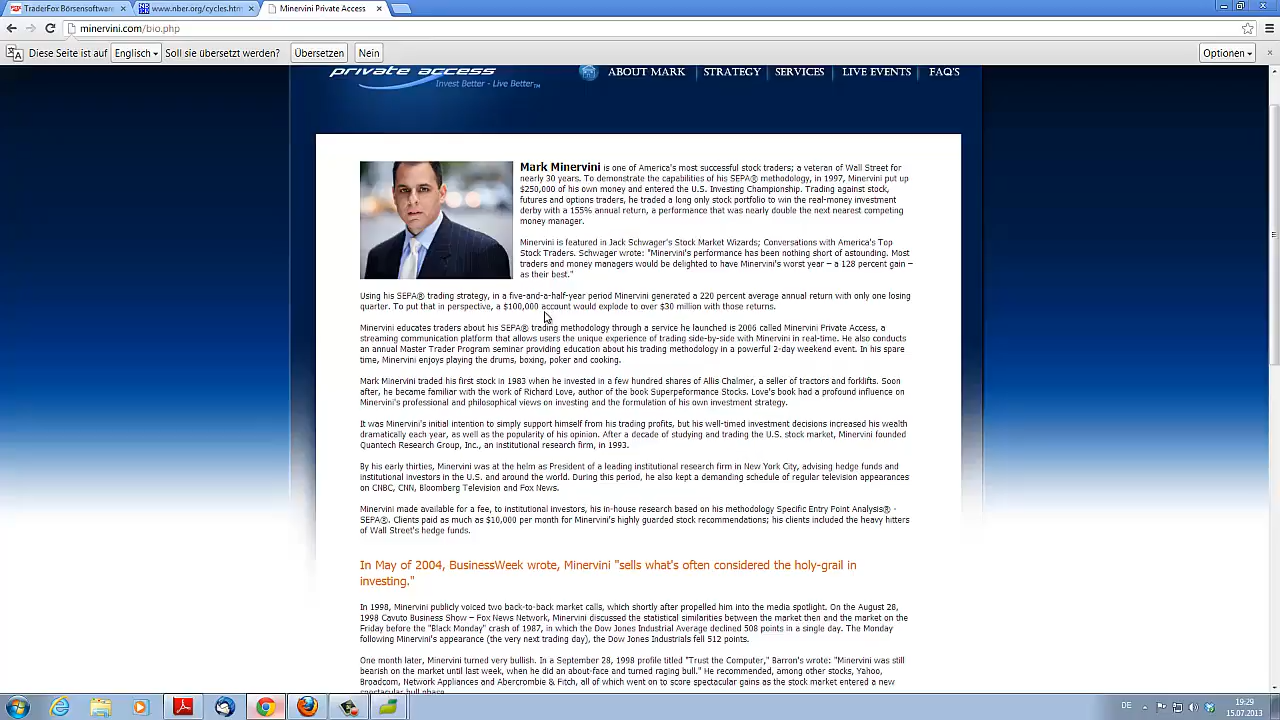 TraderFox Börsensoftware
www.nber.org/cycles.htm
Minervini Private Access
minervini.com/bio.php
Diese Seite ist auf Englisch Soll sie übersetzt werden? Übersetzen Nein Optionen
private access
Invest Better - Live Better™
ABOUT MARK STRATEGY SERVICES LIVE EVENTS FAQ'S
Mark Minervini is one of America's most successful stock traders; a veteran of Wall Street for
nearly 30 years. To demonstrate the capabilities of his SEPA® methodology, in 1997, Minervini put up
$250,000 of his own money and entered the U.S. Investing Championship. Trading against stock,
futures and options traders, he traded a long only stock portfolio to win the real-money investment
derby with a 155% annual return, a performance that was nearly double the next nearest competing
money manager.
Minervini is featured in Jack Schwager's Stock Market Wizards; Conversations with America's Top
Stock Traders. Schwager wrote: "Minervini's performance has been nothing short of astounding. Most
traders and money managers would be delighted to have Minervini's worst year – a 128 percent gain –
as their best."
Using his SEPA® trading strategy, in a five-and-a-half-year period Minervini generated a 220 percent average annual return with only one losing
quarter. To put that in perspective, a $100,000 account would explode to over $30 million with those returns.
Minervini educates traders about his SEPA® trading methodology through a service he launched is 2006 called Minervini Private Access, a
streaming communication platform that allows users the unique experience of trading side-by-side with Minervini in real-time. He also conducts
an annual Master Trader Program seminar providing education about his trading methodology in a powerful 2-day weekend event. In his spare
time, Minervini enjoys playing the drums, boxing, poker and cooking.
Mark Minervini traded his first stock in 1983 when he invested in a few hundred shares of Allis Chalmer, a seller of tractors and forklifts. Soon
after, he became familiar with the work of Richard Love, author of the book Superpeformance Stocks. Love's book had a profound influence on
Minervini's professional and philosophical views on investing and the formulation of his own investment strategy.
It was Minervini's initial intention to simply support himself from his trading profits, but his well-timed investment decisions increased his wealth
dramatically each year, as well as the popularity of his opinion. After a decade of studying and trading the U.S. stock market, Minervini founded
Quantech Research Group, Inc., an institutional research firm, in 1993.
By his early thirties, Minervini was at the helm as President of a leading institutional research firm in New York City, advising hedge funds and
institutional investors in the U.S. and around the world. During this period, he also kept a demanding schedule of regular television appearances
on CNBC, CNN, Bloomberg Television and Fox News.
Minervini made available for a fee, to institutional investors, his in-house research based on his methodology Specific Entry Point Analysis® -
SEPA®. Clients paid as much as $10,000 per month for Minervini's highly guarded stock recommendations; his clients included the heavy hitters
of Wall Street's hedge funds.
In May of 2004, BusinessWeek wrote, Minervini "sells what's often considered the holy-grail in
investing."
In 1998, Minervini publicly voiced two back-to-back market calls, which shortly after propelled him into the media spotlight. On the August 28,
1998 Cavuto Business Show – Fox News Network, Minervini discussed the statistical similarities between the market then and the market on the
Friday before the "Black Monday" crash of 1987, in which the Dow Jones Industrial Average declined 508 points in a single day. The Monday
following Minervini's appearance (the very next trading day), the Dow Jones Industrials fell 512 points.
One month later, Minervini turned very bullish. In a September 28, 1998 profile titled "Trust the Computer," Barron's wrote: "Minervini was still
bearish on the market until last week, when he did an about-face and turned raging bull." He recommended, among other stocks, Yahoo,
Broadcom, Network Appliances and Abercrombie & Fitch, all of which went on to score spectacular gains as the stock market entered a new
spectacular bull phase.
DE
19:29
15.07.2013